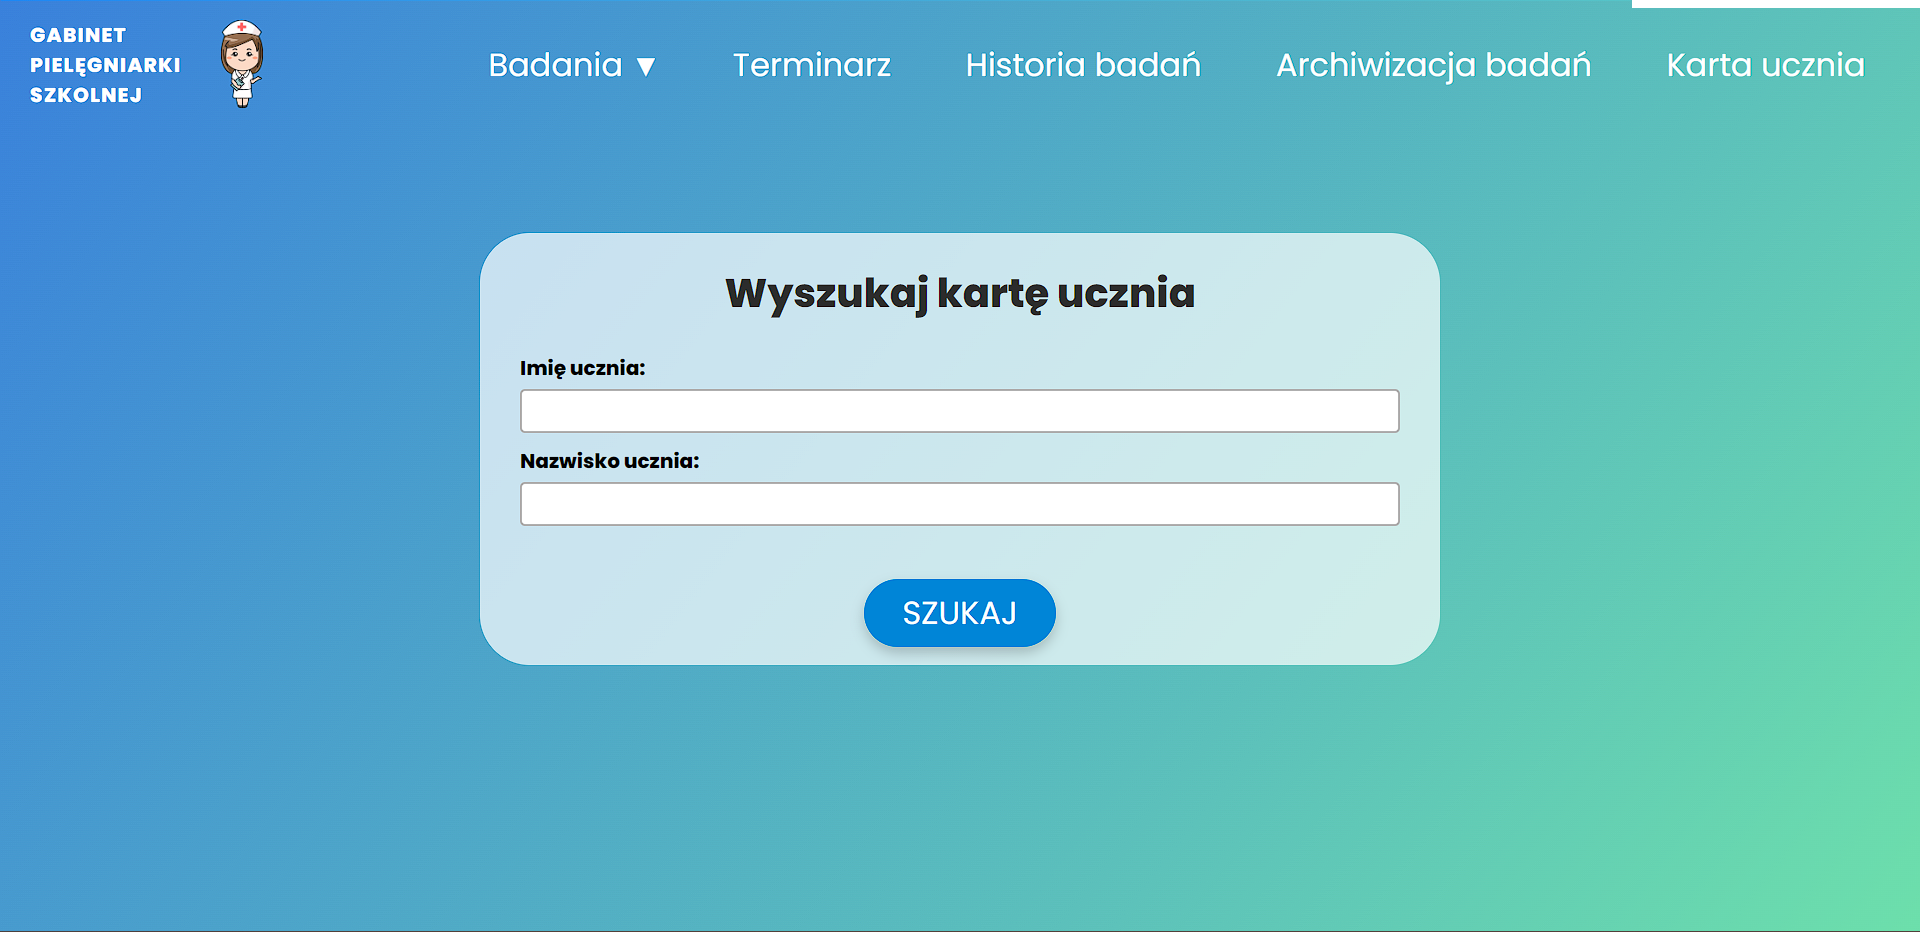 GABINET
PIELĘGNIARKI
SZKOLNEJ
Badania ▼
Terminarz
Historia badań
Archiwizacja badań
Karta ucznia
Wyszukaj kartę ucznia
Imię ucznia:
Nazwisko ucznia:
SZUKAJ